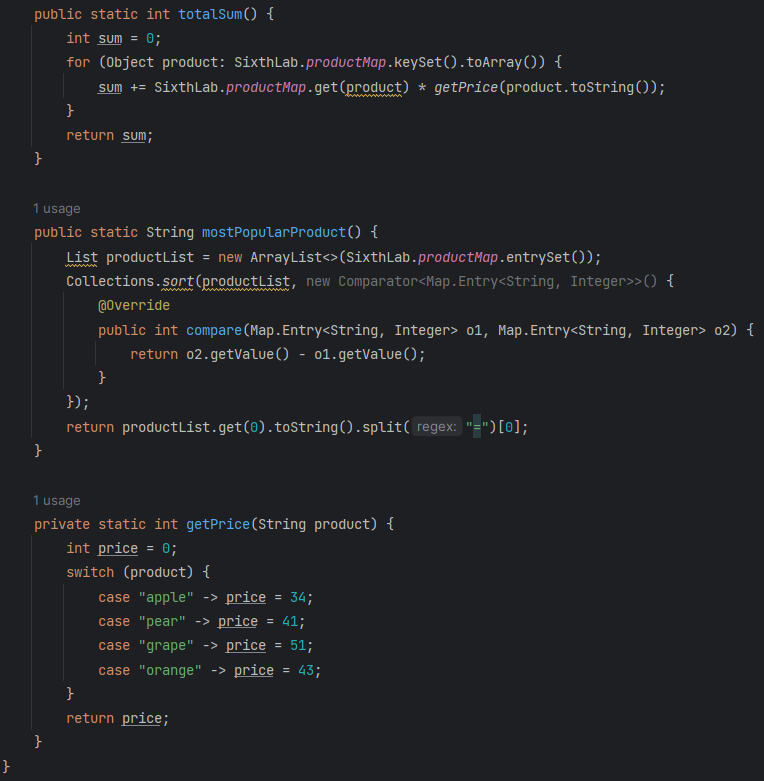 public static int totalSum() {
    int sum = 0;
    for (Object product: SixthLab.productMap.keySet().toArray()) {
        sum += SixthLab.productMap.get(product) * getPrice(product.toString());
    }
    return sum;
}
1 usage
public static String mostPopularProduct() {
    List productList = new ArrayList<>(SixthLab.productMap.entrySet());
    Collections.sort(productList, new Comparator<Map.Entry<String, Integer>>() {
        @Override
        public int compare(Map.Entry<String, Integer> o1, Map.Entry<String, Integer> o2) {
            return o2.getValue() - o1.getValue();
        }
    });
    return productList.get(0).toString().split( regex: "=")[0];
}
1 usage
private static int getPrice(String product) {
    int price = 0;
    switch (product) {
        case "apple" -> price = 34;
        case "pear" -> price = 41;
        case "grape" -> price = 51;
        case "orange" -> price = 43;
    }
    return price;
}
}